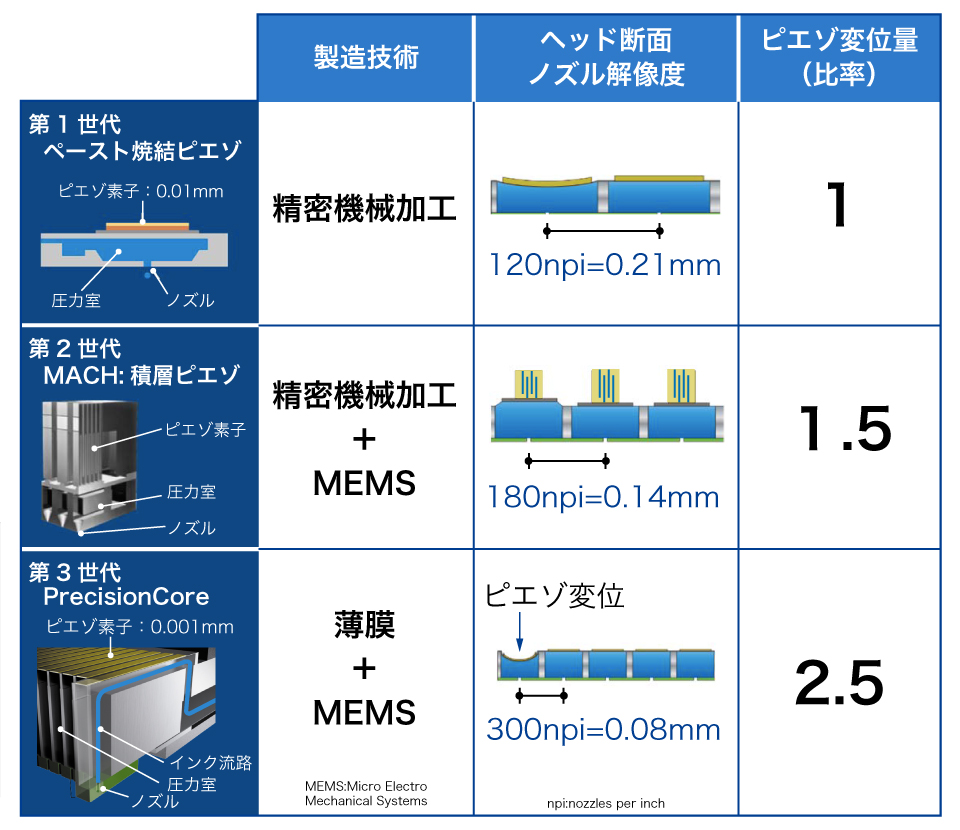 製造技術
ヘッド断面
ノズル解像度
ピエゾ変位量
（比率）
第1世代
ペースト焼結ピエゾ
ピエゾ素子：0.01mm
圧力室
ノズル
精密機械加工
120npi=0.21mm
1
第2世代
MACH: 積層ピエゾ
ピエゾ素子
圧力室
ノズル
精密機械加工
+
MEMS
180npi=0.14mm
1.5
第3世代
PrecisionCore
ピエゾ素子：0.001mm
インク流路
圧力室
ノズル
薄膜
+
MEMS
MEMS:Micro Electro
Mechanical Systems
ピエゾ変位
300npi=0.08mm
npi:nozzles per inch
2.5